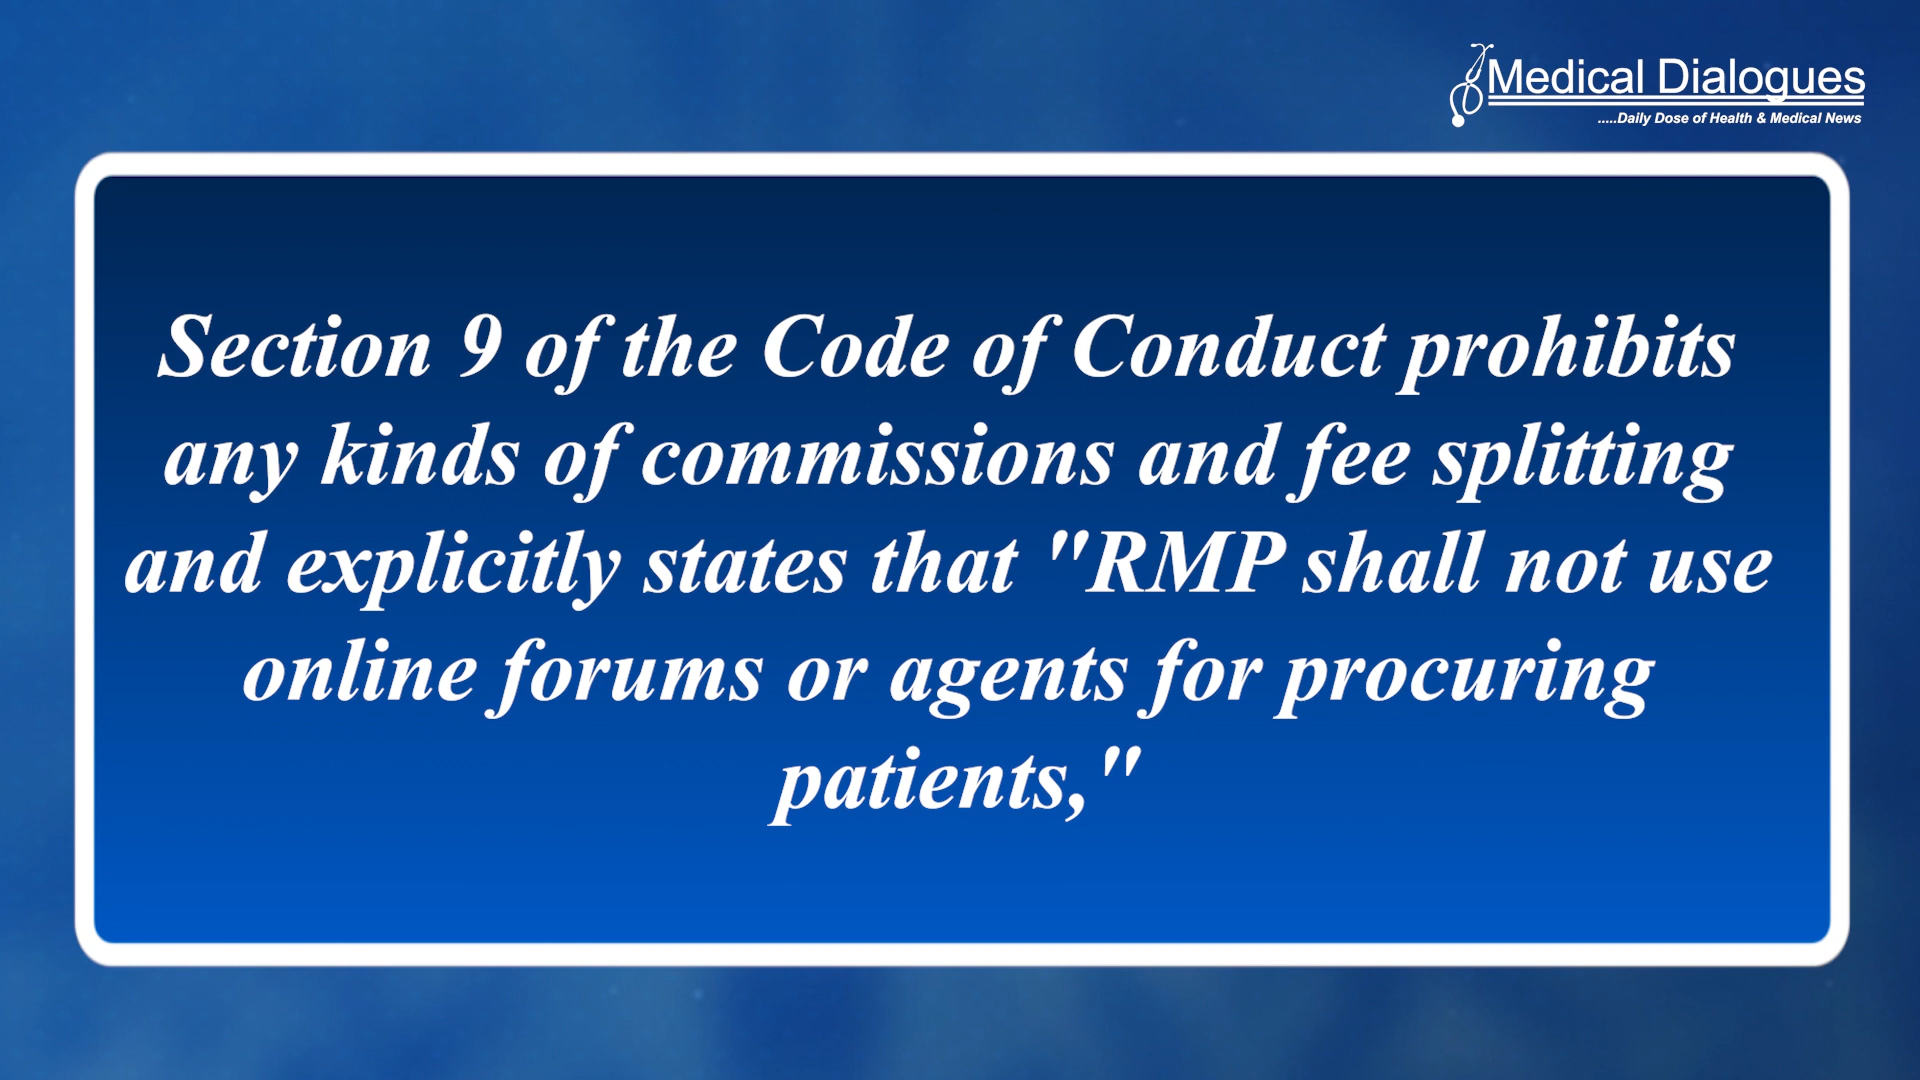 Medical Dialogues
.....Daily Dose of Health & Medical News
Section 9 of the Code of Conduct prohibits
any kinds of commissions and fee splitting
and explicitly states that "RMP shall not use
online forums or agents for procuring
patients,"